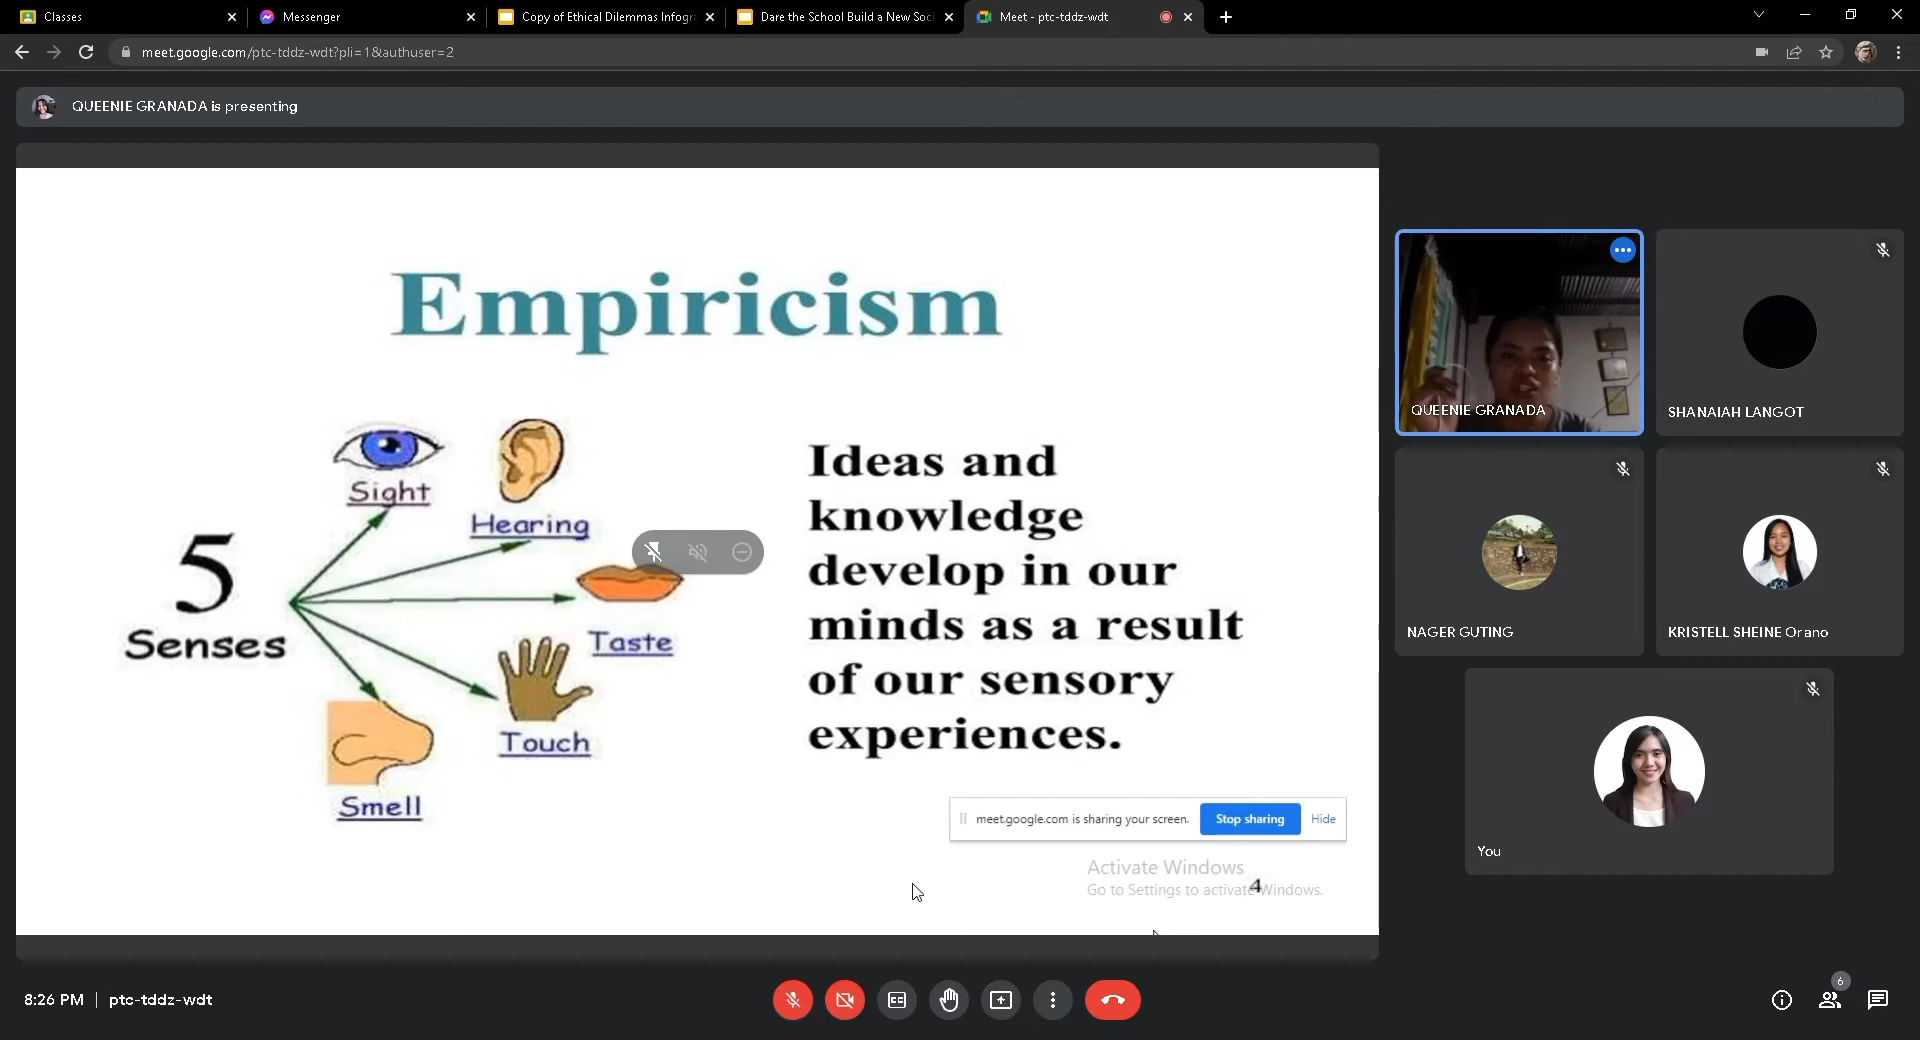 Classes
Messenger
Copy of Ethical Dilemmas Infogr
Dare the School Build a New Soci
Meet - ptc-tddz-wdt
meet.google.com/ptc-tddz-wdt?pli=1&authuser=2
QUEENIE GRANADA is presenting
Empiricism
Sight
Hearing
5
Senses
Taste
Touch
Smell
Ideas and
knowledge
develop in our
minds as a result
of our sensory
experiences.
meet.google.com is sharing your screen.
Stop sharing
Hide
Activate Windows
Go to Settings to activate Windows.
4
QUEENIE GRANADA
SHANAIAH LANGOT
NAGER GUTING
KRISTELL SHEINE Orano
You
8:26 PM | ptc-tddz-wdt
6